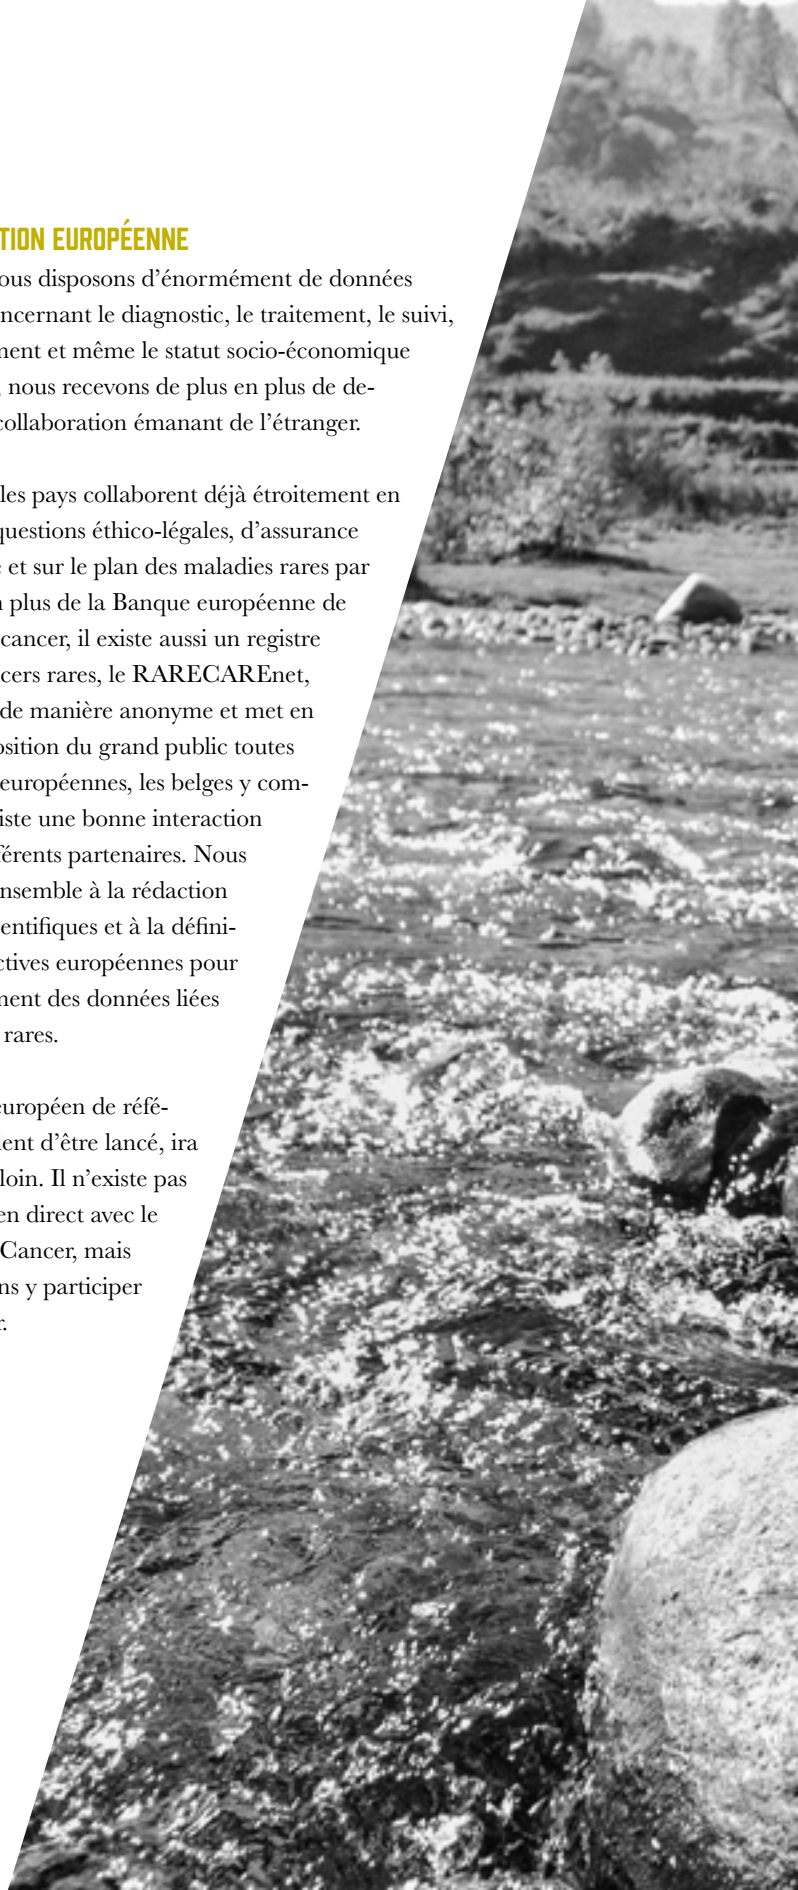 TION EUROPÉENNE
ous disposons d’énormément de données
ncernant le diagnostic, le traitement, le suivi,
ment et même le statut socio-économique
, nous recevons de plus en plus de de-
collaboration émanant de l’étranger.
les pays collaborent déjà étroitement en
questions éthico-légales, d’assurance
e et sur le plan des maladies rares par
n plus de la Banque européenne de
cancer, il existe aussi un registre
cers rares, le RARECAREnet,
de manière anonyme et met en
osition du grand public toutes
européennes, les belges y com-
iste une bonne interaction
férents partenaires. Nous
nsemble à la rédaction
entifiques et à la défini-
ctives européennes pour
ment des données liées
rares.
européen de réfé-
ient d’être lancé, ira
loin. Il n’existe pas
en direct avec le
Cancer, mais
ns y participer
r.